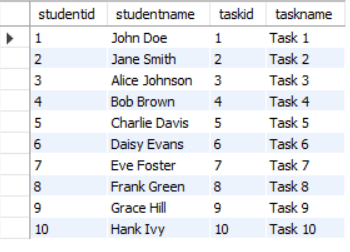 studentid studentname taskid taskname
1 John Doe 1 Task 1
2 Jane Smith 2 Task 2
3 Alice Johnson 3 Task 3
4 Bob Brown 4 Task 4
5 Charlie Davis 5 Task 5
6 Daisy Evans 6 Task 6
7 Eve Foster 7 Task 7
8 Frank Green 8 Task 8
9 Grace Hill 9 Task 9
10 Hank Ivy 10 Task 10